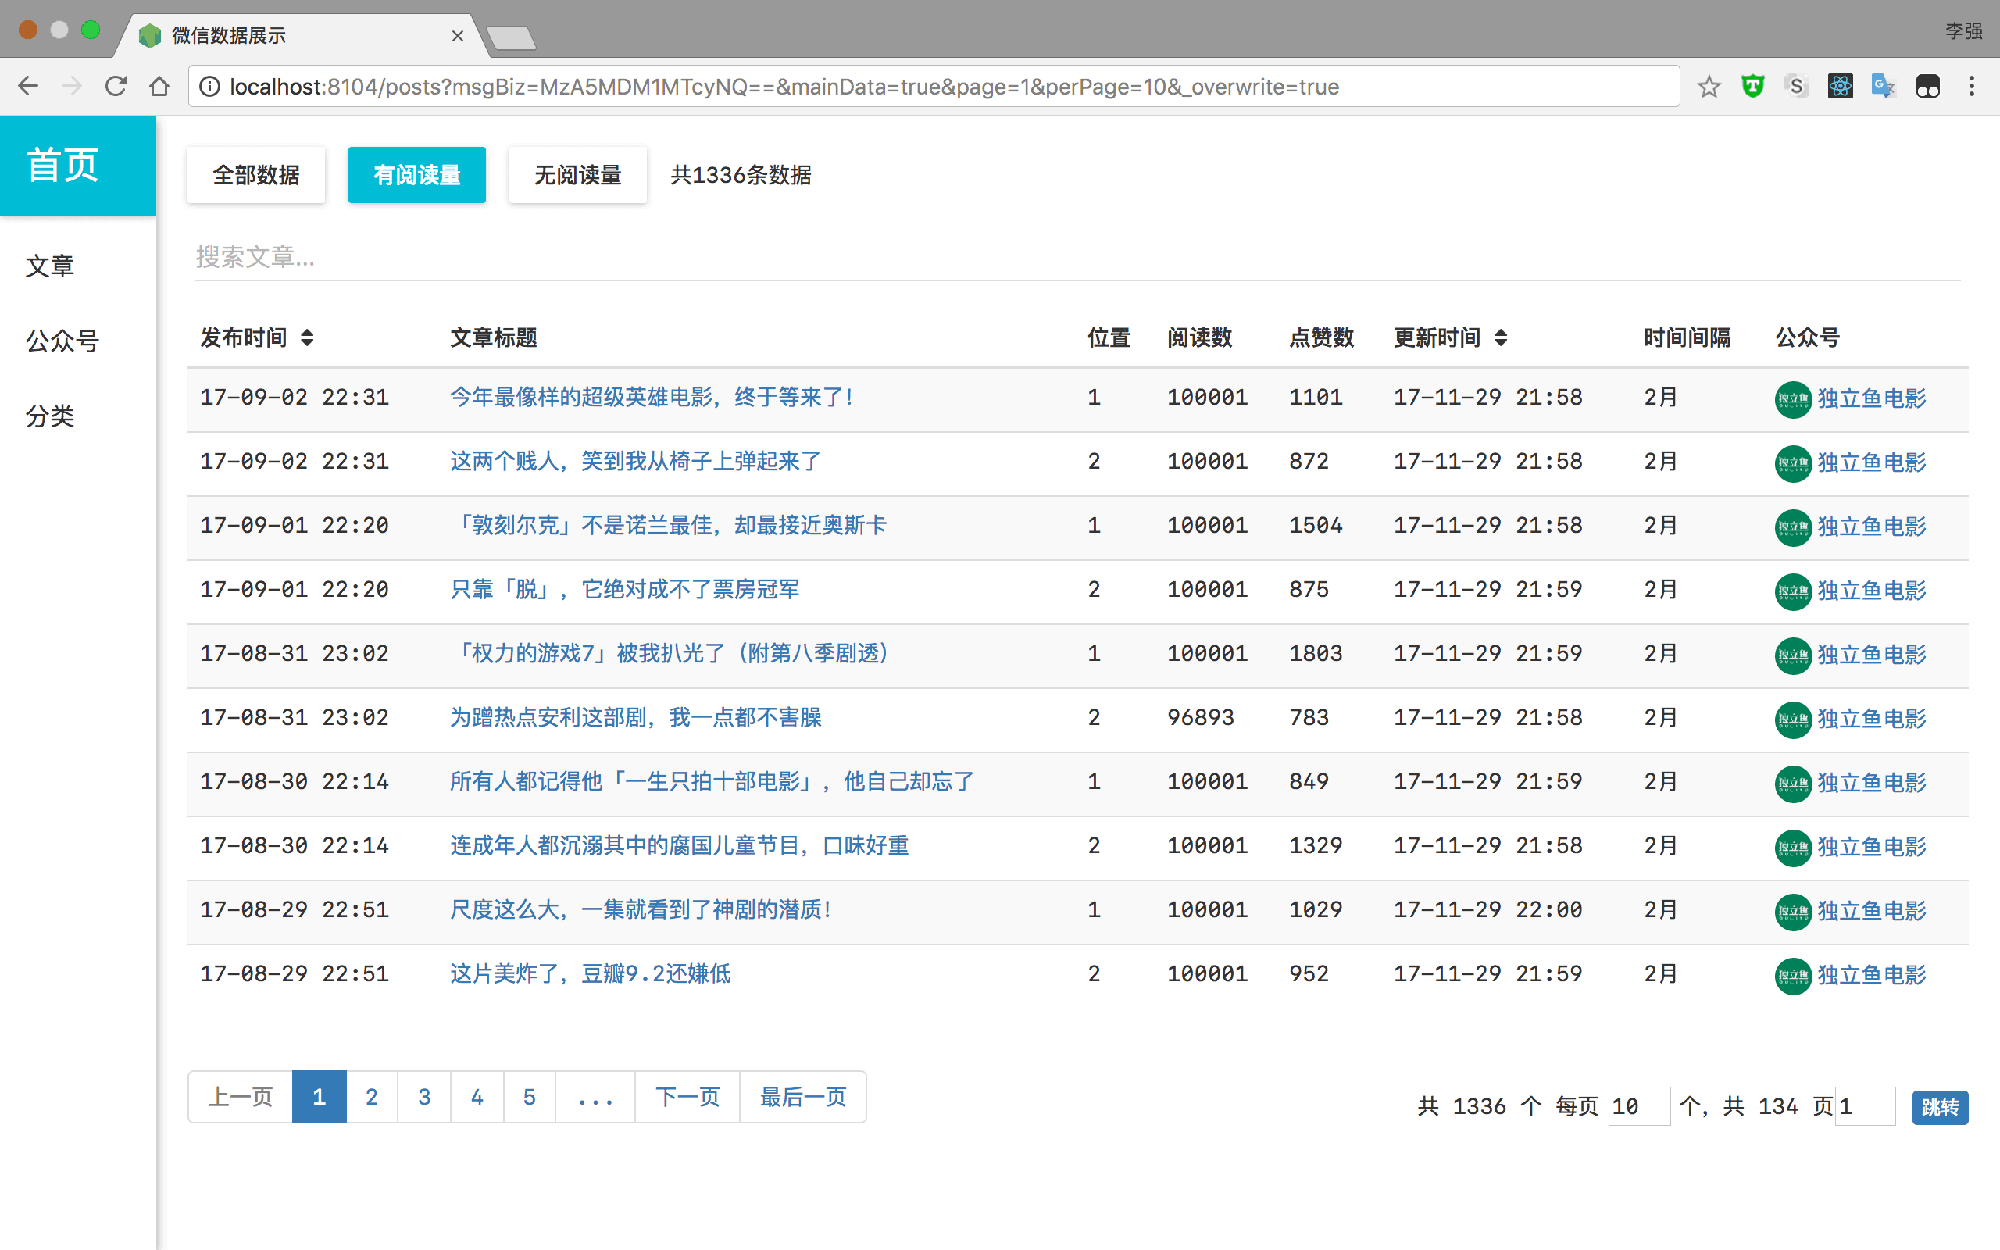 微信数据展示
李强
localhost:8104/posts?msgBiz=MzA5MDM1MTcyNQ==&mainData=true&page=1&perPage=10&_overwrite=true
首页
文章
公众号
分类
全部数据 有阅读量 无阅读量 共1336条数据
搜索文章...
发布时间 文章标题 位置 阅读数 点赞数 更新时间 时间间隔 公众号
17-09-02 22:31 今年最像样的超级英雄电影，终于等来了！ 1 100001 1101 17-11-29 21:58 2月 独立鱼电影
17-09-02 22:31 这两个贱人，笑到我从椅子上弹起来了 2 100001 872 17-11-29 21:58 2月 独立鱼电影
17-09-01 22:20 「敦刻尔克」不是诺兰最佳，却最接近奥斯卡 1 100001 1504 17-11-29 21:58 2月 独立鱼电影
17-09-01 22:20 只靠「脱」，它绝对成不了票房冠军 2 100001 875 17-11-29 21:59 2月 独立鱼电影
17-08-31 23:02 「权力的游戏7」被我扒光了（附第八季剧透） 1 100001 1803 17-11-29 21:59 2月 独立鱼电影
17-08-31 23:02 为蹭热点安利这部剧，我一点都不害臊 2 96893 783 17-11-29 21:58 2月 独立鱼电影
17-08-30 22:14 所有人都记得他「一生只拍十部电影」，他自己却忘了 1 100001 849 17-11-29 21:59 2月 独立鱼电影
17-08-30 22:14 连成年人都沉溺其中的腐国儿童节目，口味好重 2 100001 1329 17-11-29 21:58 2月 独立鱼电影
17-08-29 22:51 尺度这么大，一集就看到了神剧的潜质！ 1 100001 1029 17-11-29 22:00 2月 独立鱼电影
17-08-29 22:51 这片美炸了，豆瓣9.2还嫌低 2 100001 952 17-11-29 21:59 2月 独立鱼电影
上一页 1 2 3 4 5 ... 下一页 最后一页
共 1336 个 每页 10 个，共 134 页 1 跳转